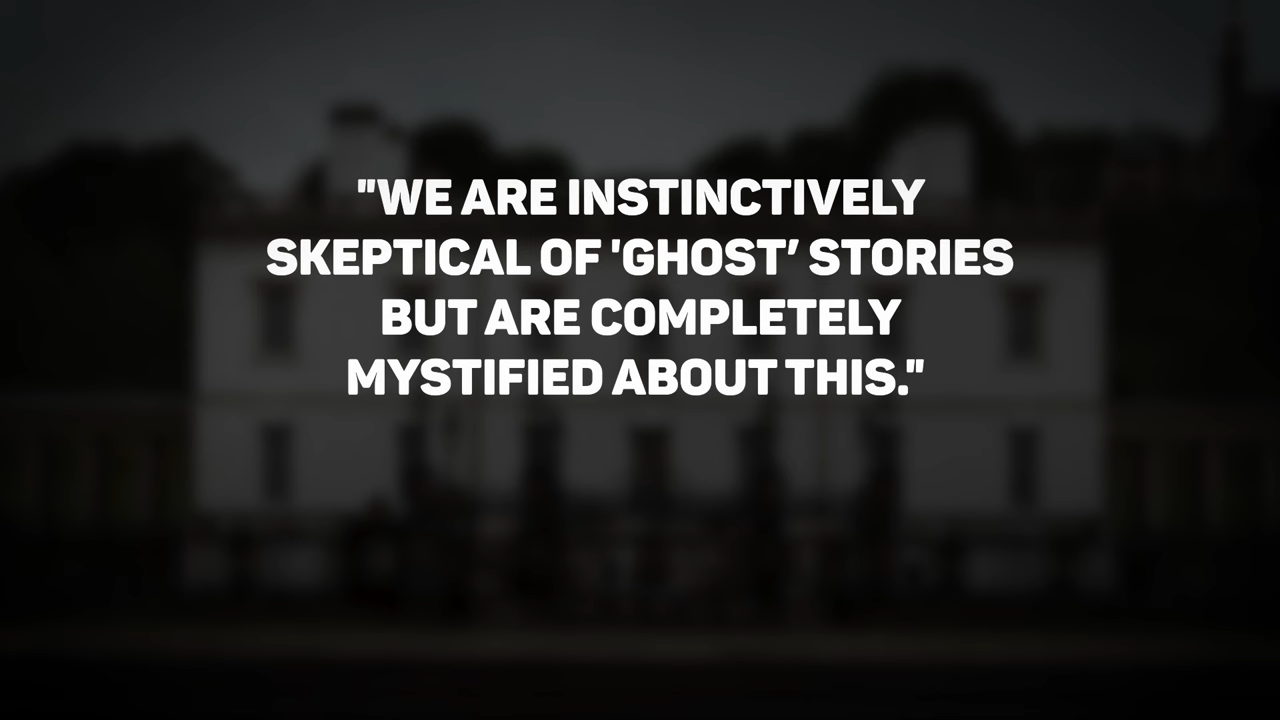 "WE ARE INSTINCTIVELY
SKEPTICAL OF 'GHOST’ STORIES
BUT ARE COMPLETELY
MYSTIFIED ABOUT THIS."